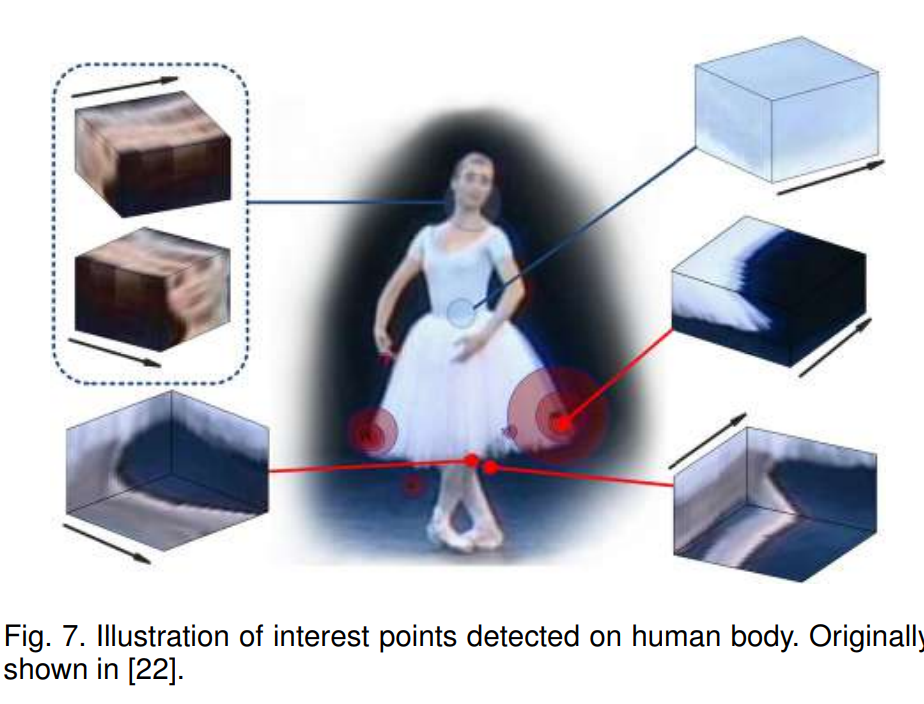 Fig. 7. Illustration of interest points detected on human body. Originally
shown in [22].